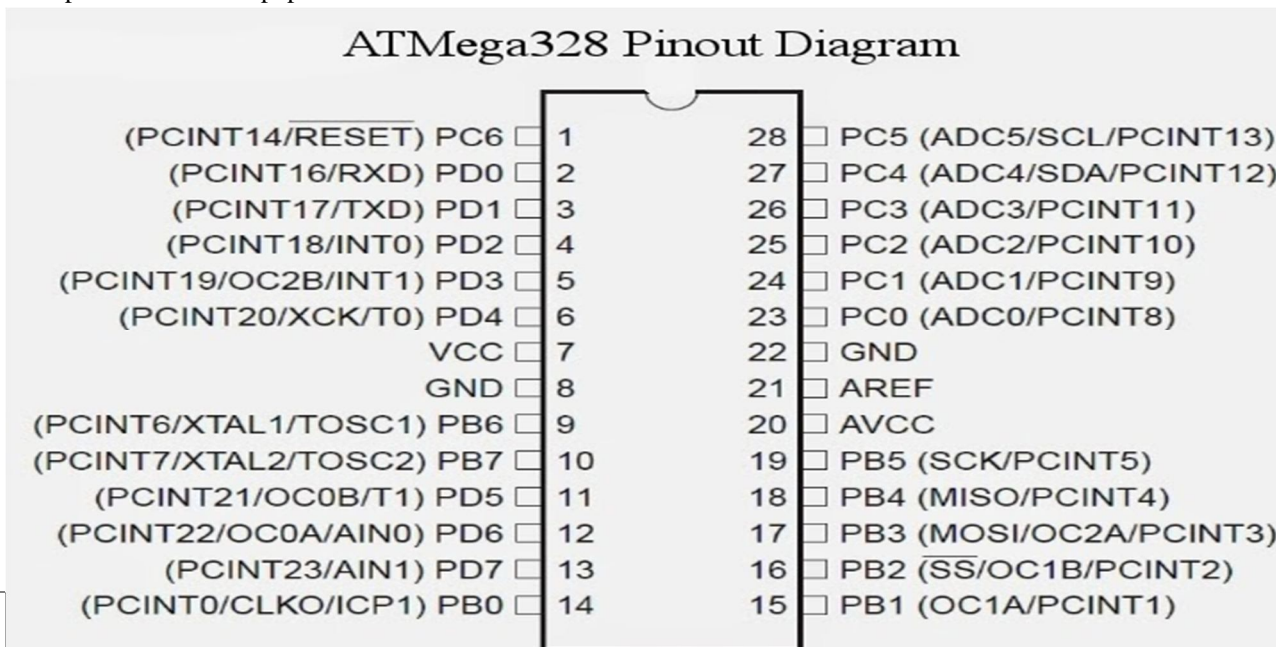 ATMega328 Pinout Diagram
(PCINT14/RESET) PC6 1 28 PC5 (ADC5/SCL/PCINT13)
(PCINT16/RXD) PD0 2 27 PC4 (ADC4/SDA/PCINT12)
(PCINT17/TXD) PD1 3 26 PC3 (ADC3/PCINT11)
(PCINT18/INT0) PD2 4 25 PC2 (ADC2/PCINT10)
(PCINT19/OC2B/INT1) PD3 5 24 PC1 (ADC1/PCINT9)
(PCINT20/XCK/T0) PD4 6 23 PC0 (ADC0/PCINT8)
VCC 7 22 GND
GND 8 21 AREF
(PCINT6/XTAL1/TOSC1) PB6 9 20 AVCC
(PCINT7/XTAL2/TOSC2) PB7 10 19 PB5 (SCK/PCINT5)
(PCINT21/OC0B/T1) PD5 11 18 PB4 (MISO/PCINT4)
(PCINT22/OC0A/AIN0) PD6 12 17 PB3 (MOSI/OC2A/PCINT3)
(PCINT23/AIN1) PD7 13 16 PB2 (SS/OC1B/PCINT2)
(PCINT0/CLKO/ICP1) PB0 14 15 PB1 (OC1A/PCINT1)